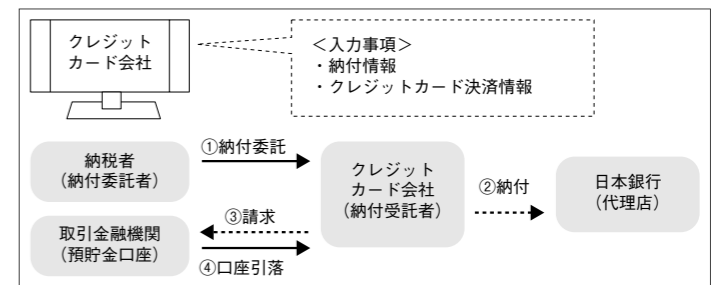 クレジット
カード会社
＜入力事項＞
・納付情報
・クレジットカード決済情報
①納付委託
納税者
（納付委託者）
クレジット
カード会社
（納付受託者）
②納付
日本銀行
（代理店）
③請求
取引金融機関
（預貯金口座）
④口座引落